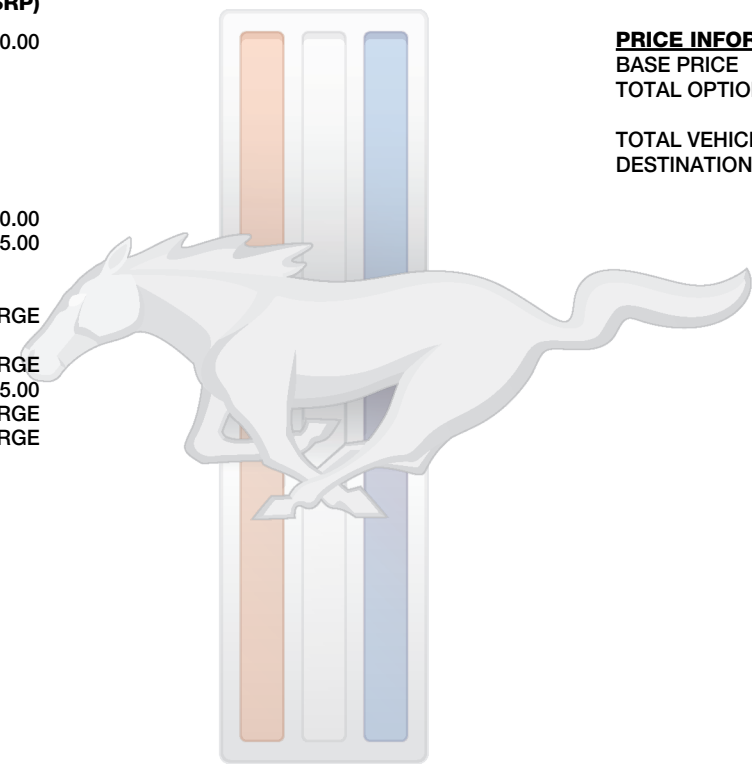 SRP)
0.00
0.00
5.00
RGE
RGE
5.00
RGE
RGE
PRICE INFOR
BASE PRICE
TOTAL OPTIO
TOTAL VEHIC
DESTINATION